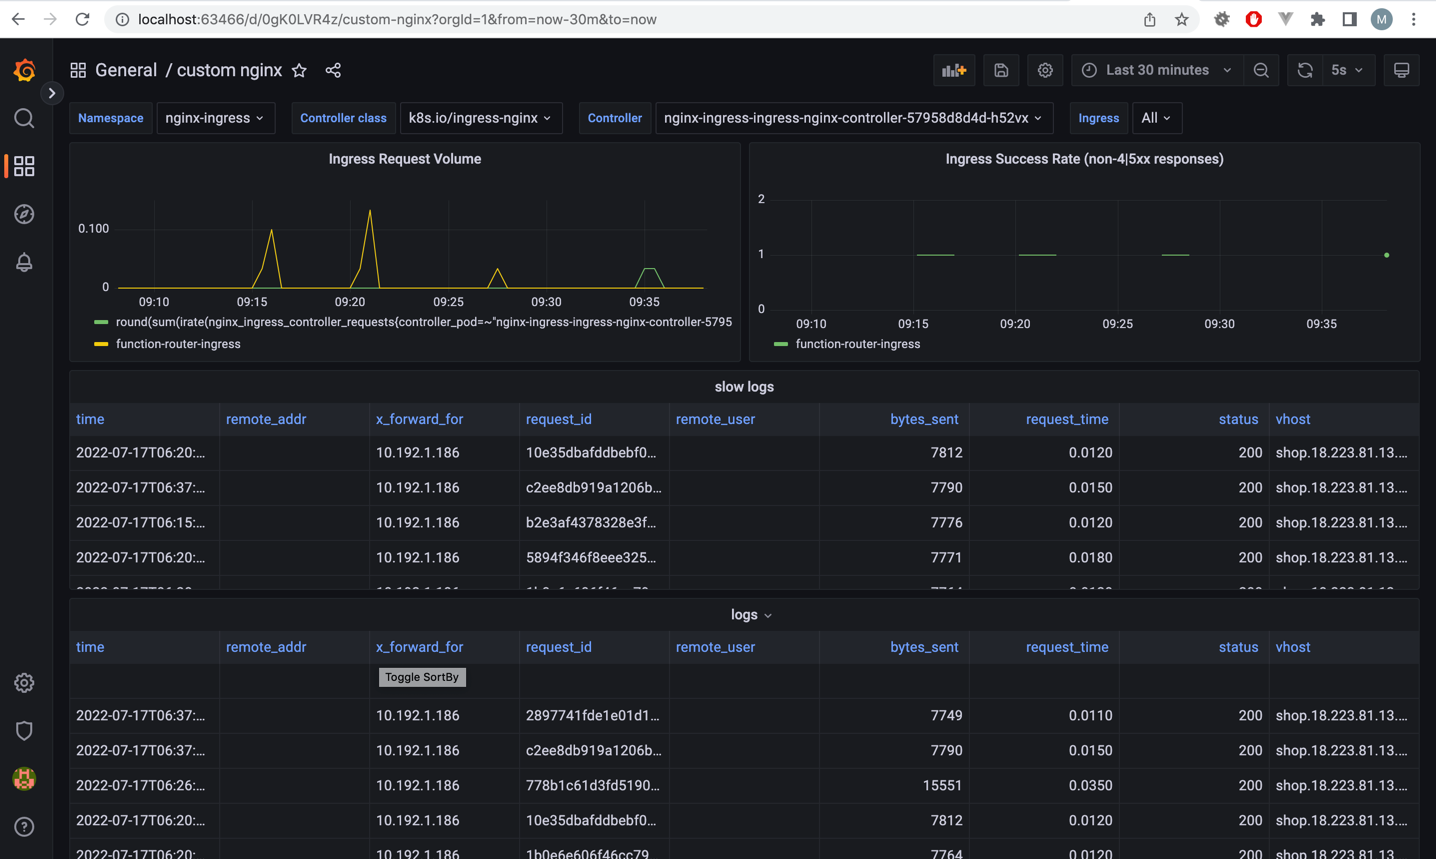 localhost:63466/d/0gK0LVR4z/custom-nginx?orgId=1&from=now-30m&to=now
M
General / custom nginx
Last 30 minutes
5s
Namespace nginx-ingress Controller class k8s.io/ingress-nginx Controller nginx-ingress-ingress-nginx-controller-57958d8d4d-h52vx Ingress All
Ingress Request Volume
0.100
0
09:10 09:15 09:20 09:25 09:30 09:35
round(sum(irate(nginx_ingress_controller_requests{controller_pod=~"nginx-ingress-ingress-nginx-controller-5795
function-router-ingress
Ingress Success Rate (non-4|5xx responses)
2
1
0
09:10 09:15 09:20 09:25 09:30 09:35
function-router-ingress
slow logs
time remote_addr x_forward_for request_id remote_user bytes_sent request_time status vhost
2022-07-17T06:20:... 10.192.1.186 10e35dbafddbebf0... 7812 0.0120 200 shop.18.223.81.13....
2022-07-17T06:37:... 10.192.1.186 c2ee8db919a1206b... 7790 0.0150 200 shop.18.223.81.13....
2022-07-17T06:15:... 10.192.1.186 b2e3af4378328e3f... 7776 0.0120 200 shop.18.223.81.13....
2022-07-17T06:20:... 10.192.1.186 5894f346f8eee325... 7771 0.0180 200 shop.18.223.81.13....
logs
time remote_addr x_forward_for request_id remote_user bytes_sent request_time status vhost
Toggle SortBy
2022-07-17T06:37:... 10.192.1.186 2897741fde1e01d1... 7749 0.0110 200 shop.18.223.81.13....
2022-07-17T06:37:... 10.192.1.186 c2ee8db919a1206b... 7790 0.0150 200 shop.18.223.81.13....
2022-07-17T06:26:... 10.192.1.186 778b1c61d3fd5190... 15551 0.0350 200 shop.18.223.81.13....
2022-07-17T06:20:... 10.192.1.186 10e35dbafddbebf0... 7812 0.0120 200 shop.18.223.81.13....
2022-07-17T06:20:... 10.192.1.186 1b0e6e606f46cc79 7764 0.0120 200 shop.18.223.81.13....